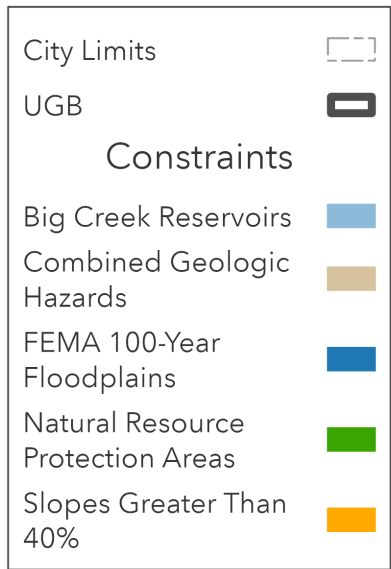 City Limits
UGB
Constraints
Big Creek Reservoirs
Combined Geologic
Hazards
FEMA 100-Year
Floodplains
Natural Resource
Protection Areas
Slopes Greater Than
40%